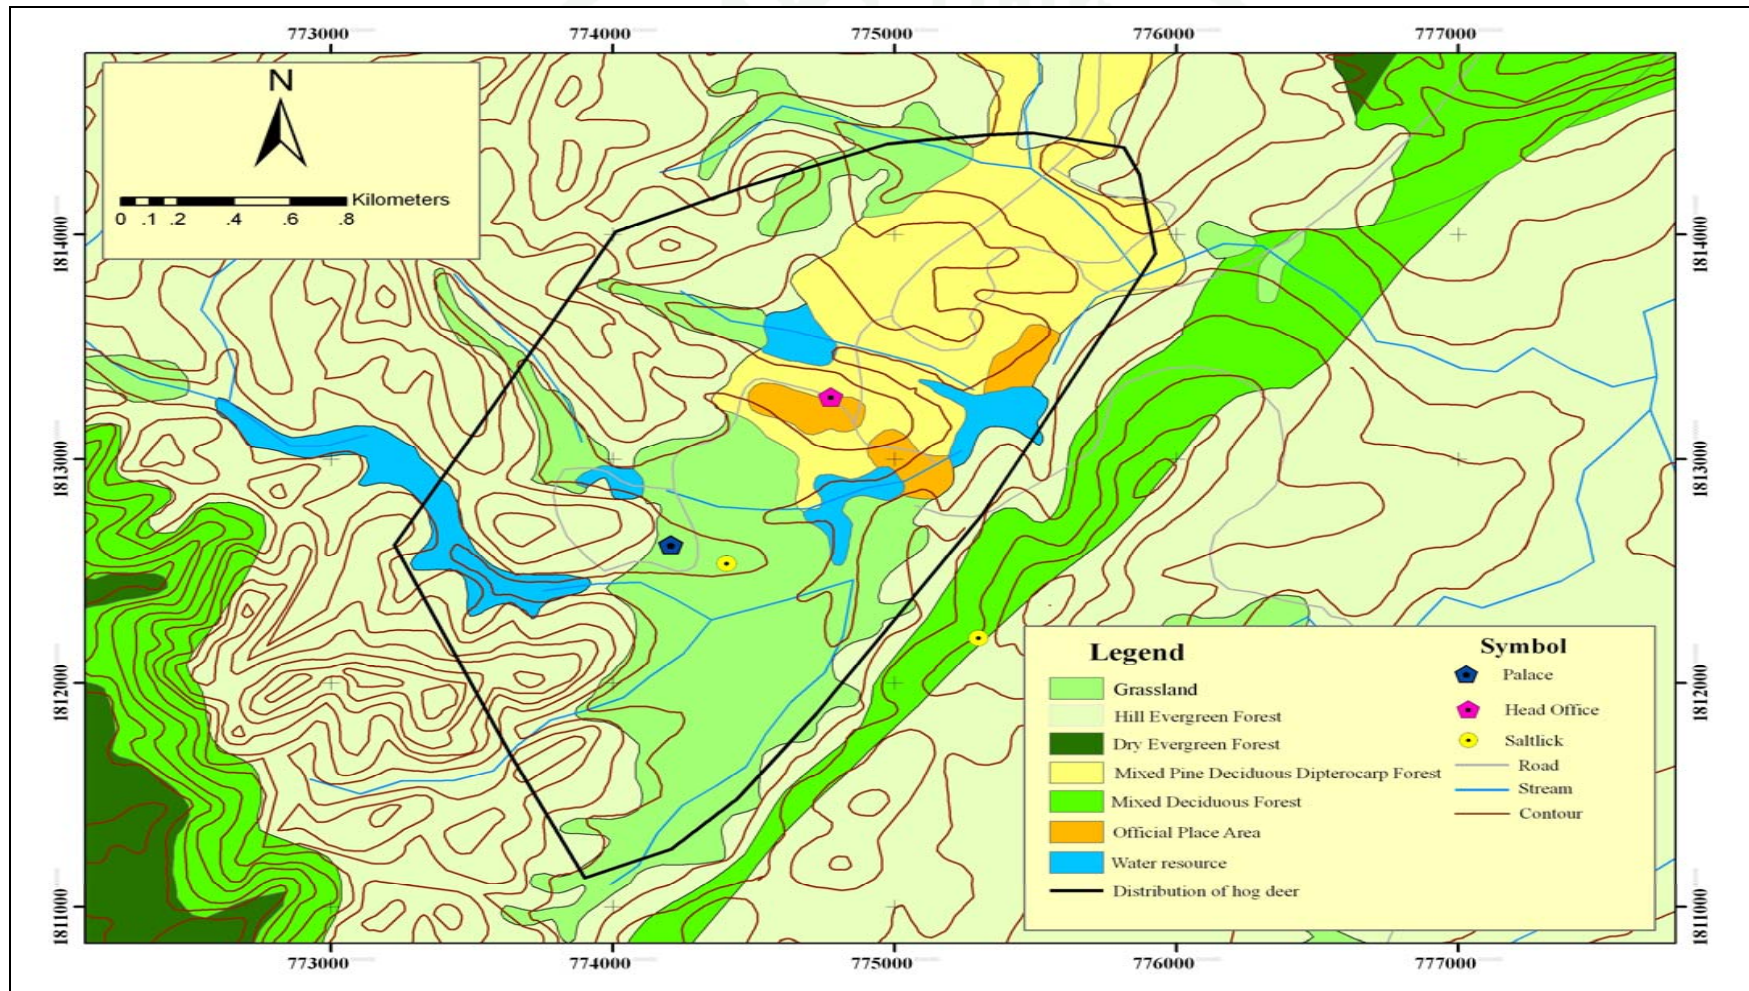 773000 774000 775000 776000 777000
N
Kilometers
0 .1 .2 .4 .6 .8
1814000
1813000
1812000
1811000
1814000
1813000
1812000
1811000
Legend
Grassland
Hill Evergreen Forest
Dry Evergreen Forest
Mixed Pine Deciduous Dipterocarp Forest
Mixed Deciduous Forest
Official Place Area
Water resource
Distribution of hog deer
Symbol
Palace
Head Office
Saltlick
Road
Stream
Contour
773000 774000 775000 776000 777000